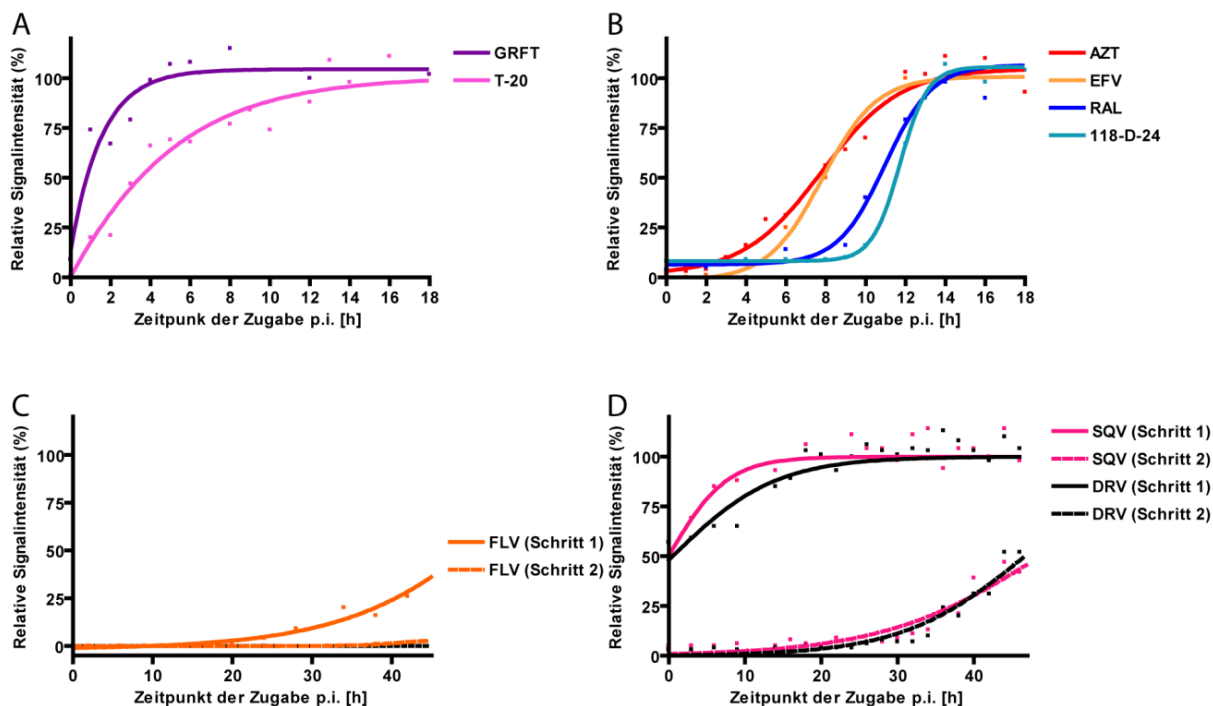 A
Relative Signalintensität (%)
100
75
50
25
0
0 2 4 6 8 10 12 14 16 18
Zeitpunk der Zugabe p.i. [h]
GRFT
T-20
B
Relative Signalintensität (%)
100
75
50
25
0
0 2 4 6 8 10 12 14 16 18
Zeitpunkt der Zugabe p.i. [h]
AZT
EFV
RAL
118-D-24
C
Relative Signalintensität (%)
100
75
50
25
0
0 10 20 30 40
Zeitpunkt der Zugabe p.i. [h]
FLV (Schritt 1)
FLV (Schritt 2)
D
Relative Signalintensität (%)
100
75
50
25
0
0 10 20 30 40
Zeitpunkt der Zugabe p.i. [h]
SQV (Schritt 1)
SQV (Schritt 2)
DRV (Schritt 1)
DRV (Schritt 2)